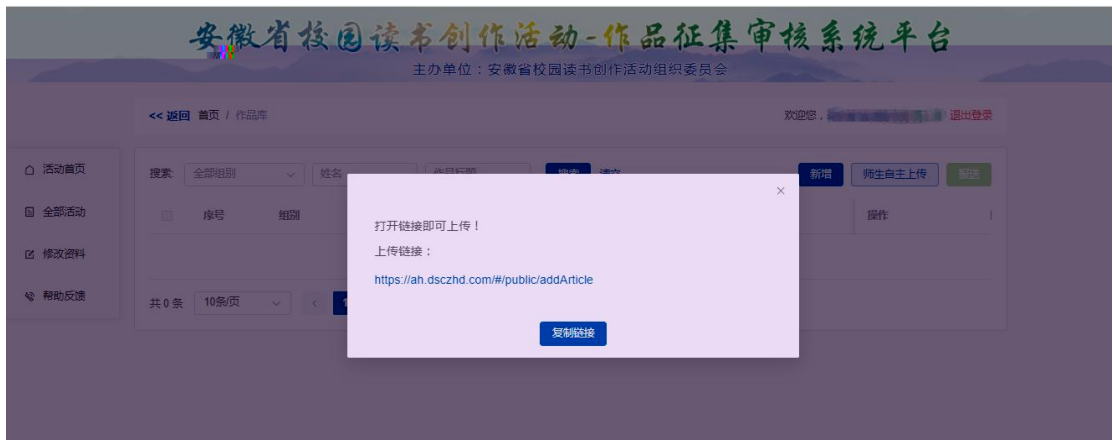 安徽省校园读书创作活动-作品征集审核系统平台
主办单位：安徽省校园读书创作活动组织委员会
<< 返回 首页 / 作品库
欢迎您， 退出登录
活动首页
全部活动
修改资料
帮助反馈
搜索: 全部组别 姓名 作品标题 搜索 清空 新增 师生自主上传 报送
序号 组别 操作
共 0 条 10条/页 < 1
×
打开链接即可上传！
上传链接：
https://ah.dsczhd.com/#/public/addArticle
复制链接